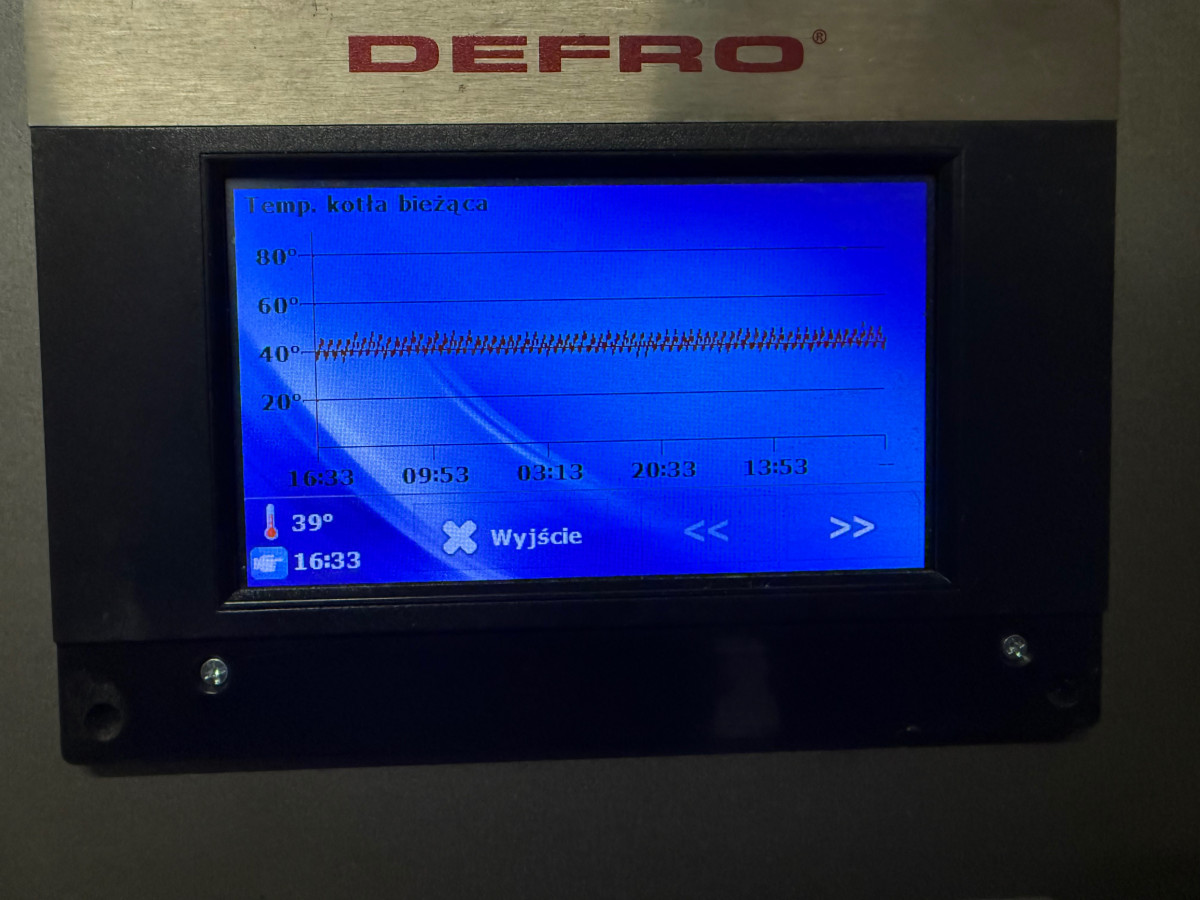 DEFRO®
Temp. kotła bieżąca
80°
60°
40°
20°
16:33 09:53 03:13 20:33 13:53 --
39°
Wyjście << >>
16:33